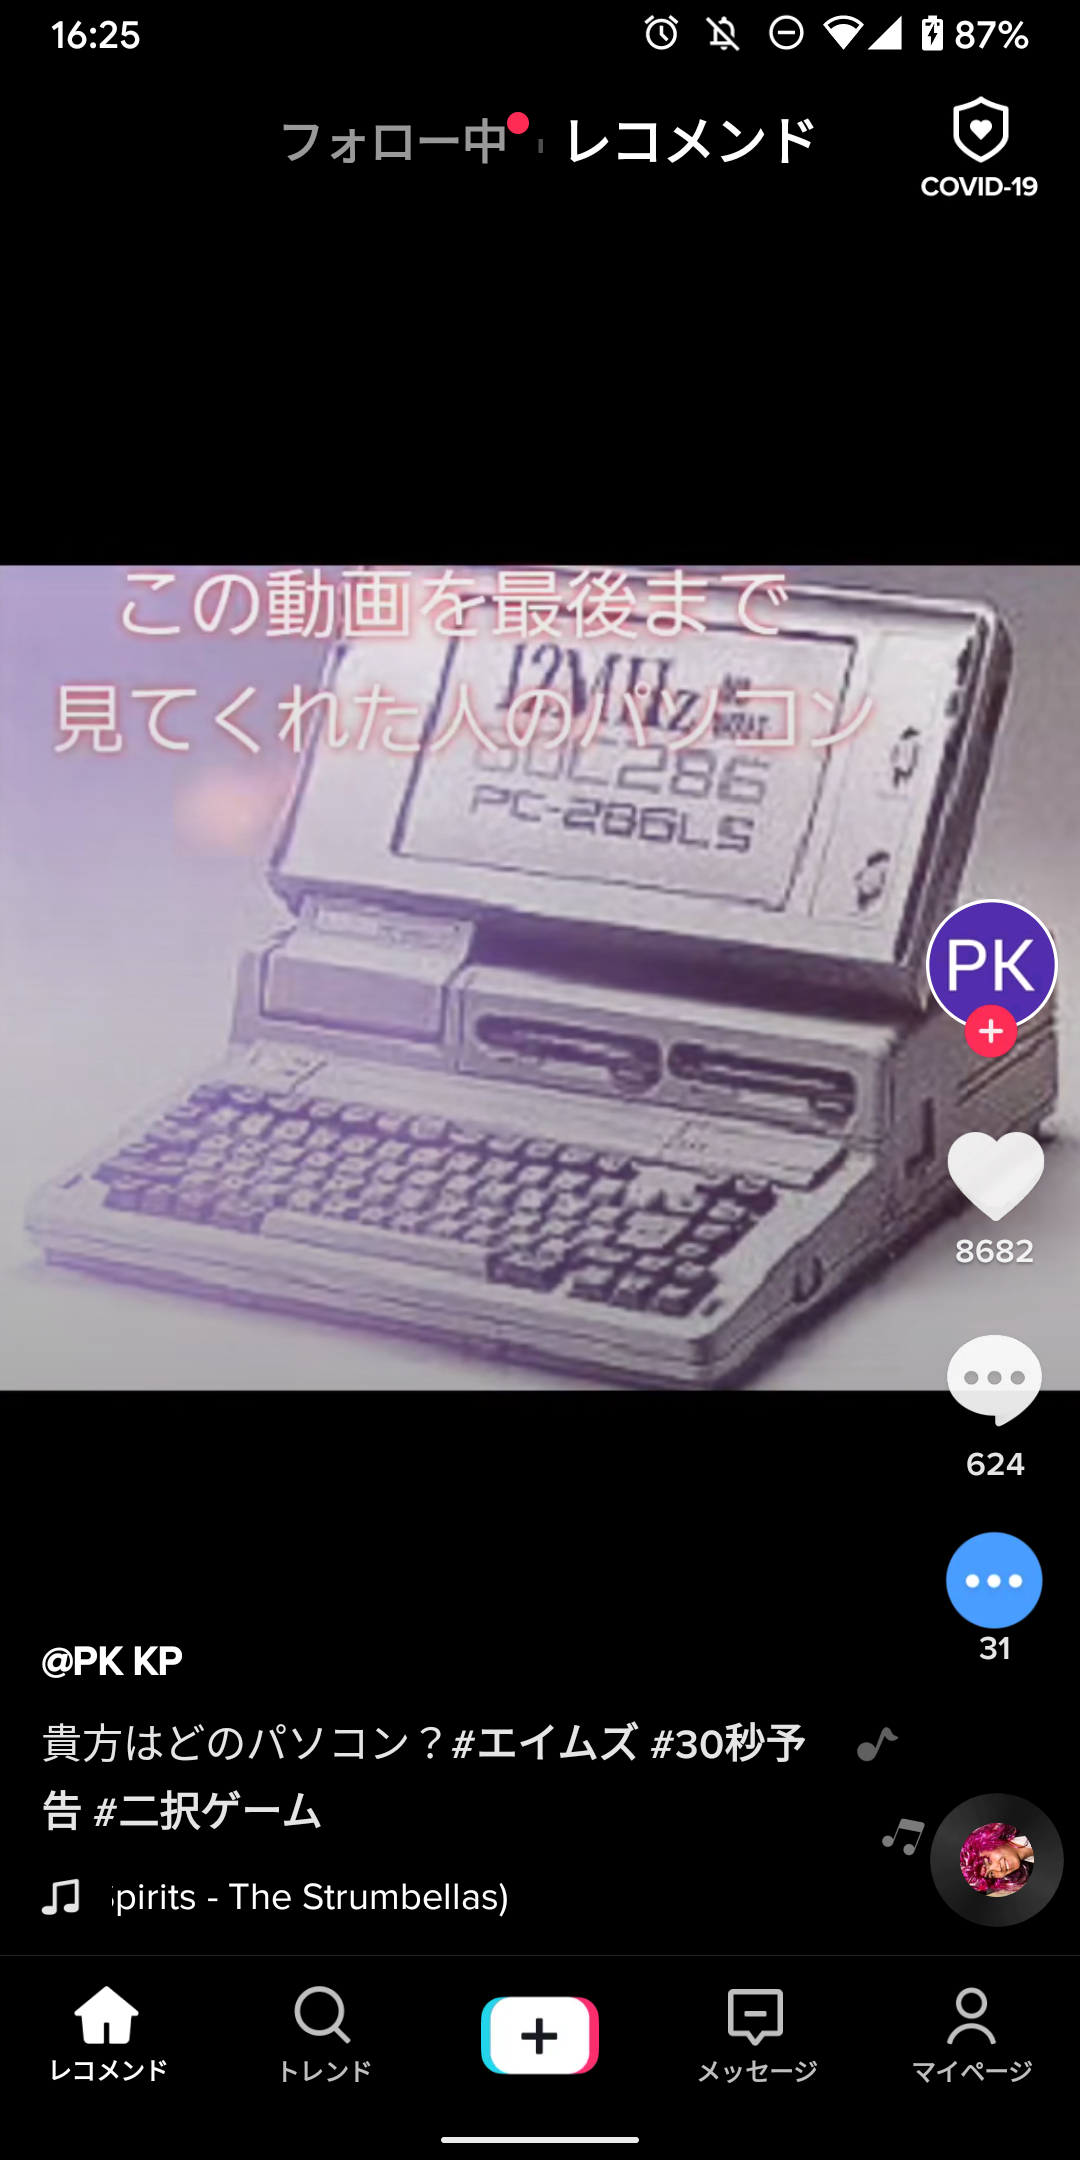 16:25
87%
フォロー中
レコメンド
COVID-19
この動画を最後まで
12MHz
見てくれた人のパソコン
286
PC-286LS
PK
8682
624
31
@PK KP
貴方はどのパソコン？#エイムズ #30秒予
告 #二択ゲーム
pirits - The Strumbellas)
レコメンド
トレンド
メッセージ
マイページ